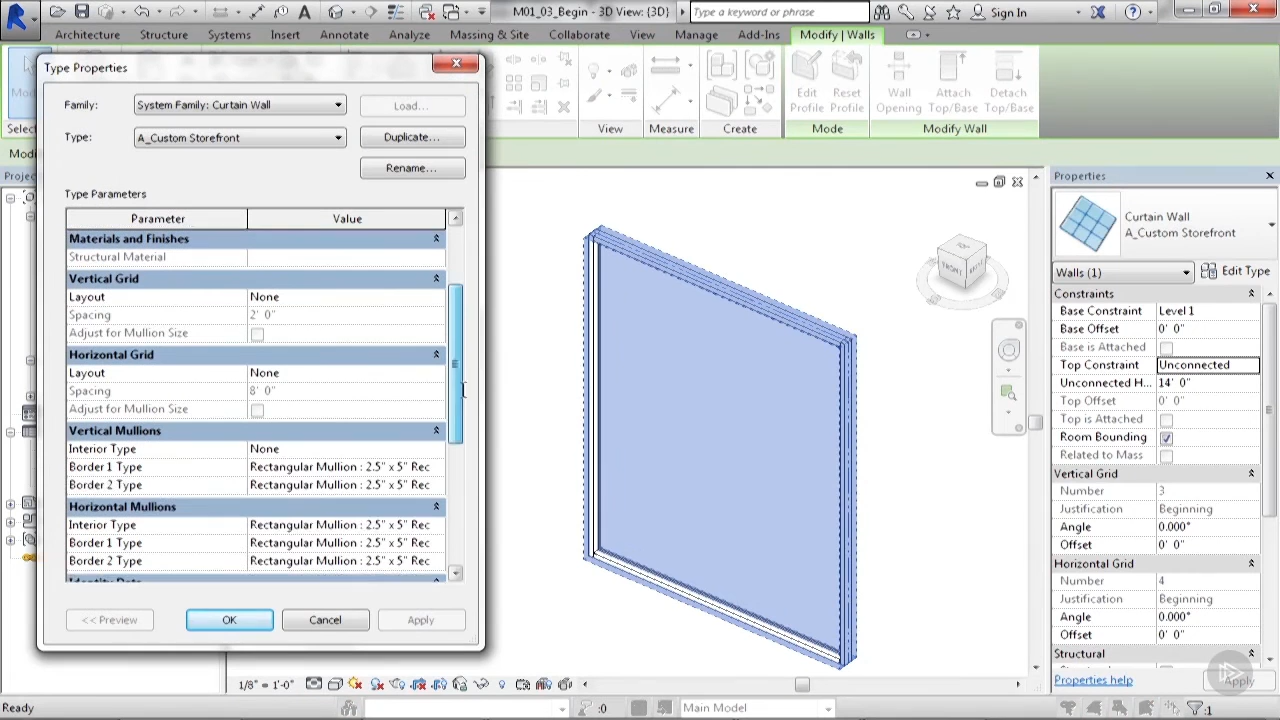 M01_03_Begin - 3D View: {3D}
Type a keyword or phrase
Sign In
Architecture Structure Systems Insert Annotate Analyze Massing & Site Collaborate View Manage Add-Ins Modify | Walls
Edit Profile
Reset Profile
Wall Opening
Attach Top/Base
Detach Top/Base
Select
View
Measure
Create
Mode
Modify Wall
Type Properties
Family:
System Family: Curtain Wall
Load...
Type:
A_Custom Storefront
Duplicate...
Rename...
Type Parameters
Parameter Value
Materials and Finishes
Structural Material
Vertical Grid
Layout None
Spacing 2' 0"
Adjust for Mullion Size
Horizontal Grid
Layout None
Spacing 8' 0"
Adjust for Mullion Size
Vertical Mullions
Interior Type None
Border 1 Type Rectangular Mullion : 2.5" x 5" Rec
Border 2 Type Rectangular Mullion : 2.5" x 5" Rec
Horizontal Mullions
Interior Type Rectangular Mullion : 2.5" x 5" Rec
Border 1 Type Rectangular Mullion : 2.5" x 5" Rec
Border 2 Type Rectangular Mullion : 2.5" x 5" Rec
<< Preview
OK
Cancel
Apply
TOP
FRONT
Properties
Curtain Wall
A_Custom Storefront
Walls (1)
Edit Type
Constraints
Base Constraint Level 1
Base Offset 0' 0"
Base is Attached
Top Constraint Unconnected
Unconnected H... 14' 0"
Top Offset 0' 0"
Top is Attached
Room Bounding
Related to Mass
Vertical Grid
Number 3
Justification Beginning
Angle 0.000°
Offset 0' 0"
Horizontal Grid
Number 4
Justification Beginning
Angle 0.000°
Offset 0' 0"
Structural
Properties help
Apply
1/8" = 1'-0"
Ready
:0
Main Model
:1